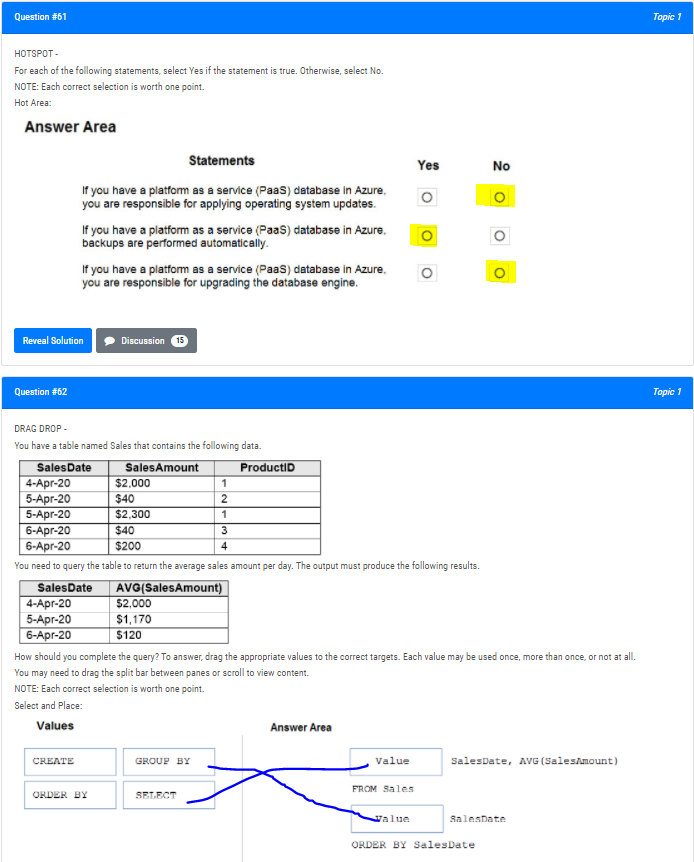 Question #61 Topic 1
HOTSPOT -
For each of the following statements, select Yes if the statement is true. Otherwise, select No.
NOTE: Each correct selection is worth one point.
Hot Area:
Answer Area
Statements Yes No
If you have a platform as a service (PaaS) database in Azure,
you are responsible for applying operating system updates.
If you have a platform as a service (PaaS) database in Azure,
backups are performed automatically.
If you have a platform as a service (PaaS) database in Azure,
you are responsible for upgrading the database engine.
Reveal Solution Discussion 15
Question #62 Topic 1
DRAG DROP -
You have a table named Sales that contains the following data.
SalesDate SalesAmount ProductID
4-Apr-20 $2,000 1
5-Apr-20 $40 2
5-Apr-20 $2,300 1
6-Apr-20 $40 3
6-Apr-20 $200 4
You need to query the table to return the average sales amount per day. The output must produce the following results.
SalesDate AVG(SalesAmount)
4-Apr-20 $2,000
5-Apr-20 $1,170
6-Apr-20 $120
How should you complete the query? To answer, drag the appropriate values to the correct targets. Each value may be used once, more than once, or not at all.
You may need to drag the split bar between panes or scroll to view content.
NOTE: Each correct selection is worth one point.
Select and Place:
Values Answer Area
CREATE GROUP BY Value SalesDate, AVG(SalesAmount)
FROM Sales
ORDER BY SELECT Value SalesDate
ORDER BY SalesDate